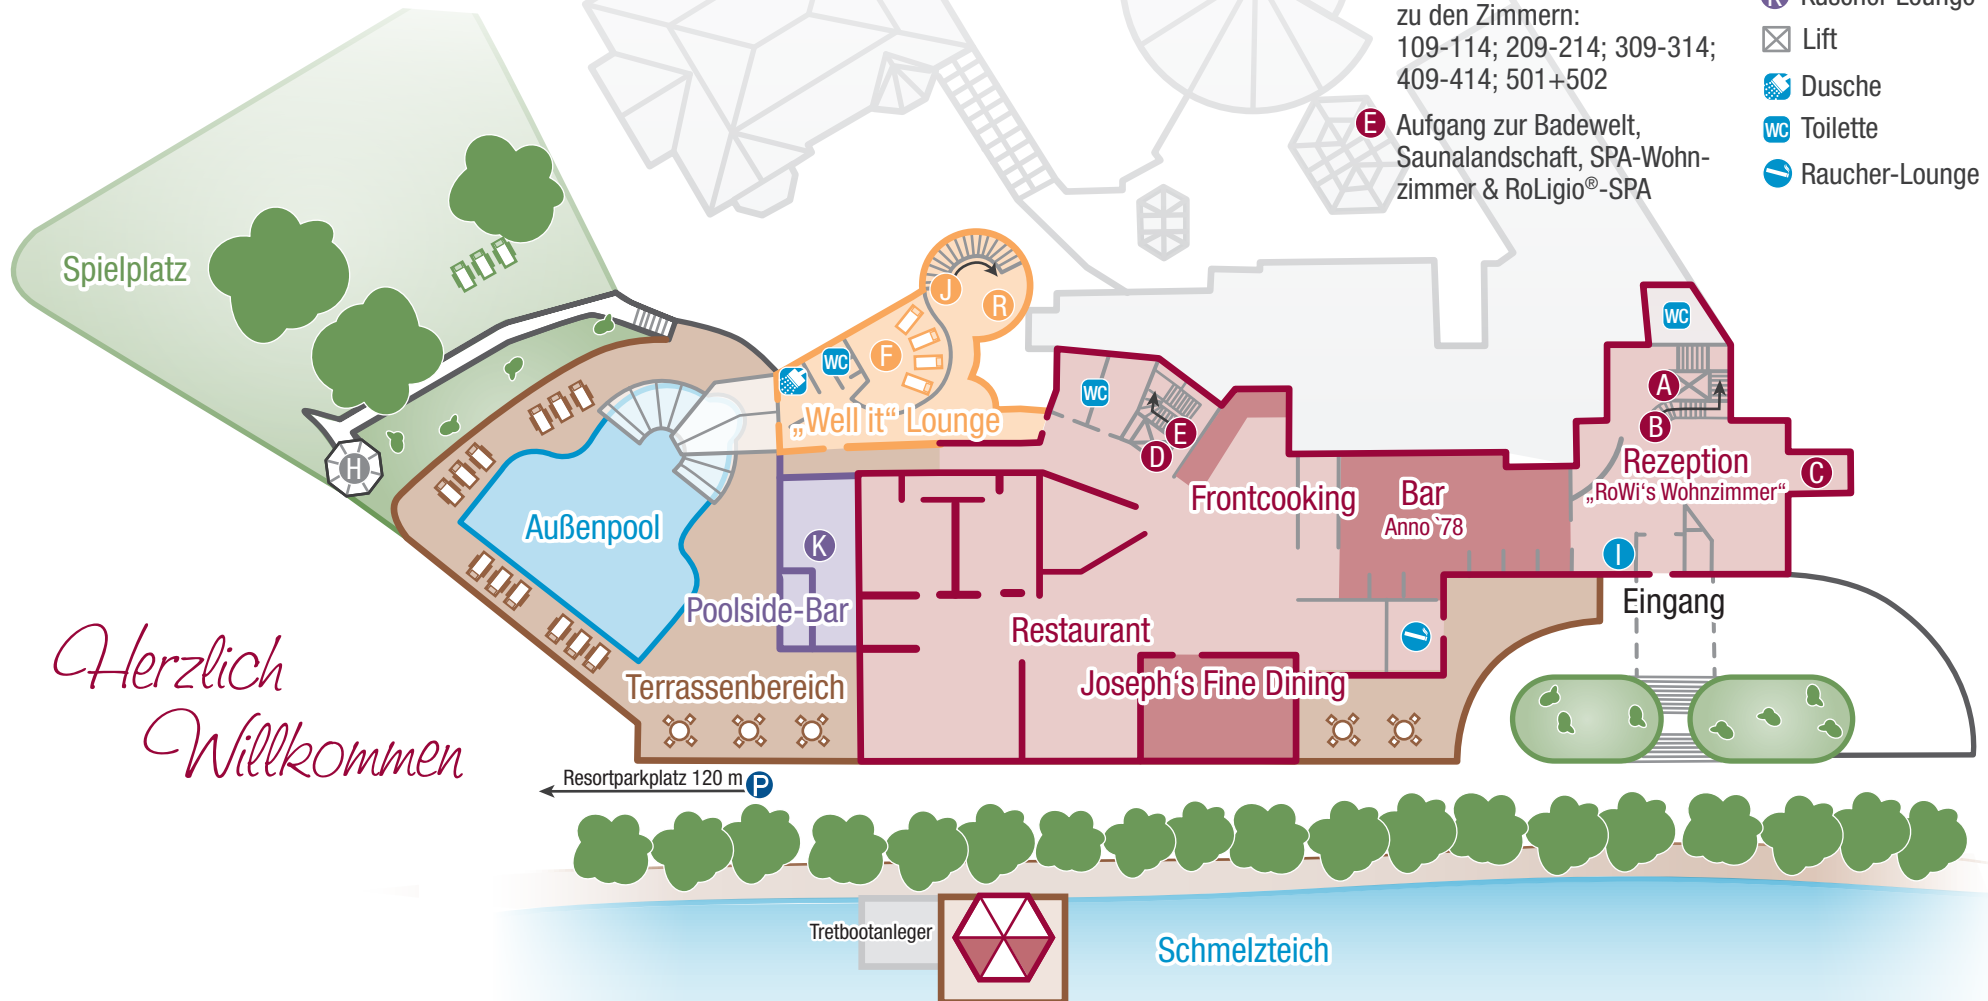 zu den Zimmern:
109-114; 209-214; 309-314;
409-414; 501+502
E Aufgang zur Badewelt,
Saunalandschaft, SPA-Wohn-
zimmer & RoLigio®-SPA
Lift
Dusche
WC Toilette
Raucher-Lounge
Spielplatz
J
R
F
WC
„Well it“ Lounge
WC
E
D
WC
A
B
Rezeption
„RoWi‘s Wohnzimmer“
C
H
Außenpool
K
Poolside-Bar
Frontcooking
Bar
Anno ‘78
I
Eingang
Restaurant
Joseph‘s Fine Dining
Terrassenbereich
Herzlich
Willkommen
Resortparkplatz 120 m P
Tretbootanleger
Schmelzteich